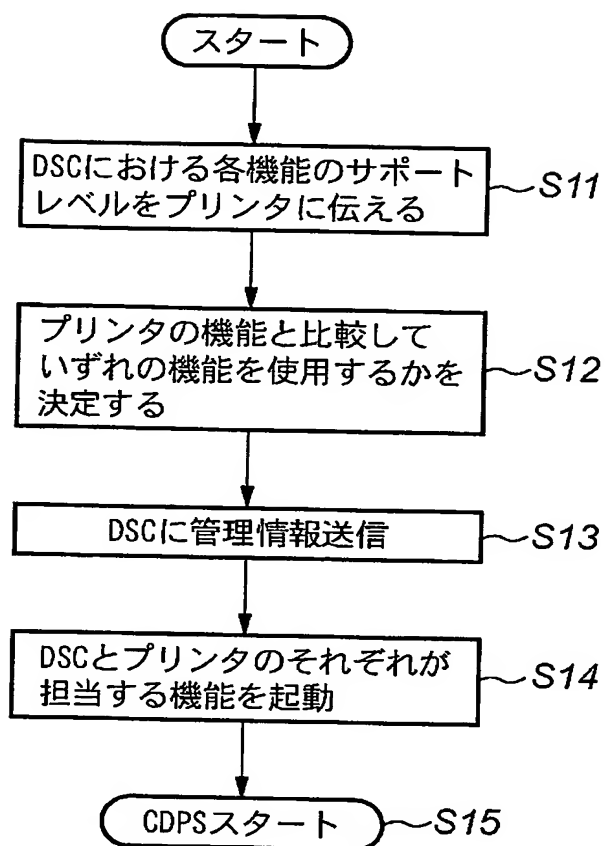 スタート
DSCにおける各機能のサポート
レベルをプリンタに伝える
S11
プリンタの機能と比較して
いずれの機能を使用するかを
決定する
S12
DSCに管理情報送信
S13
DSCとプリンタのそれぞれが
担当する機能を起動
S14
CDPSスタート
S15